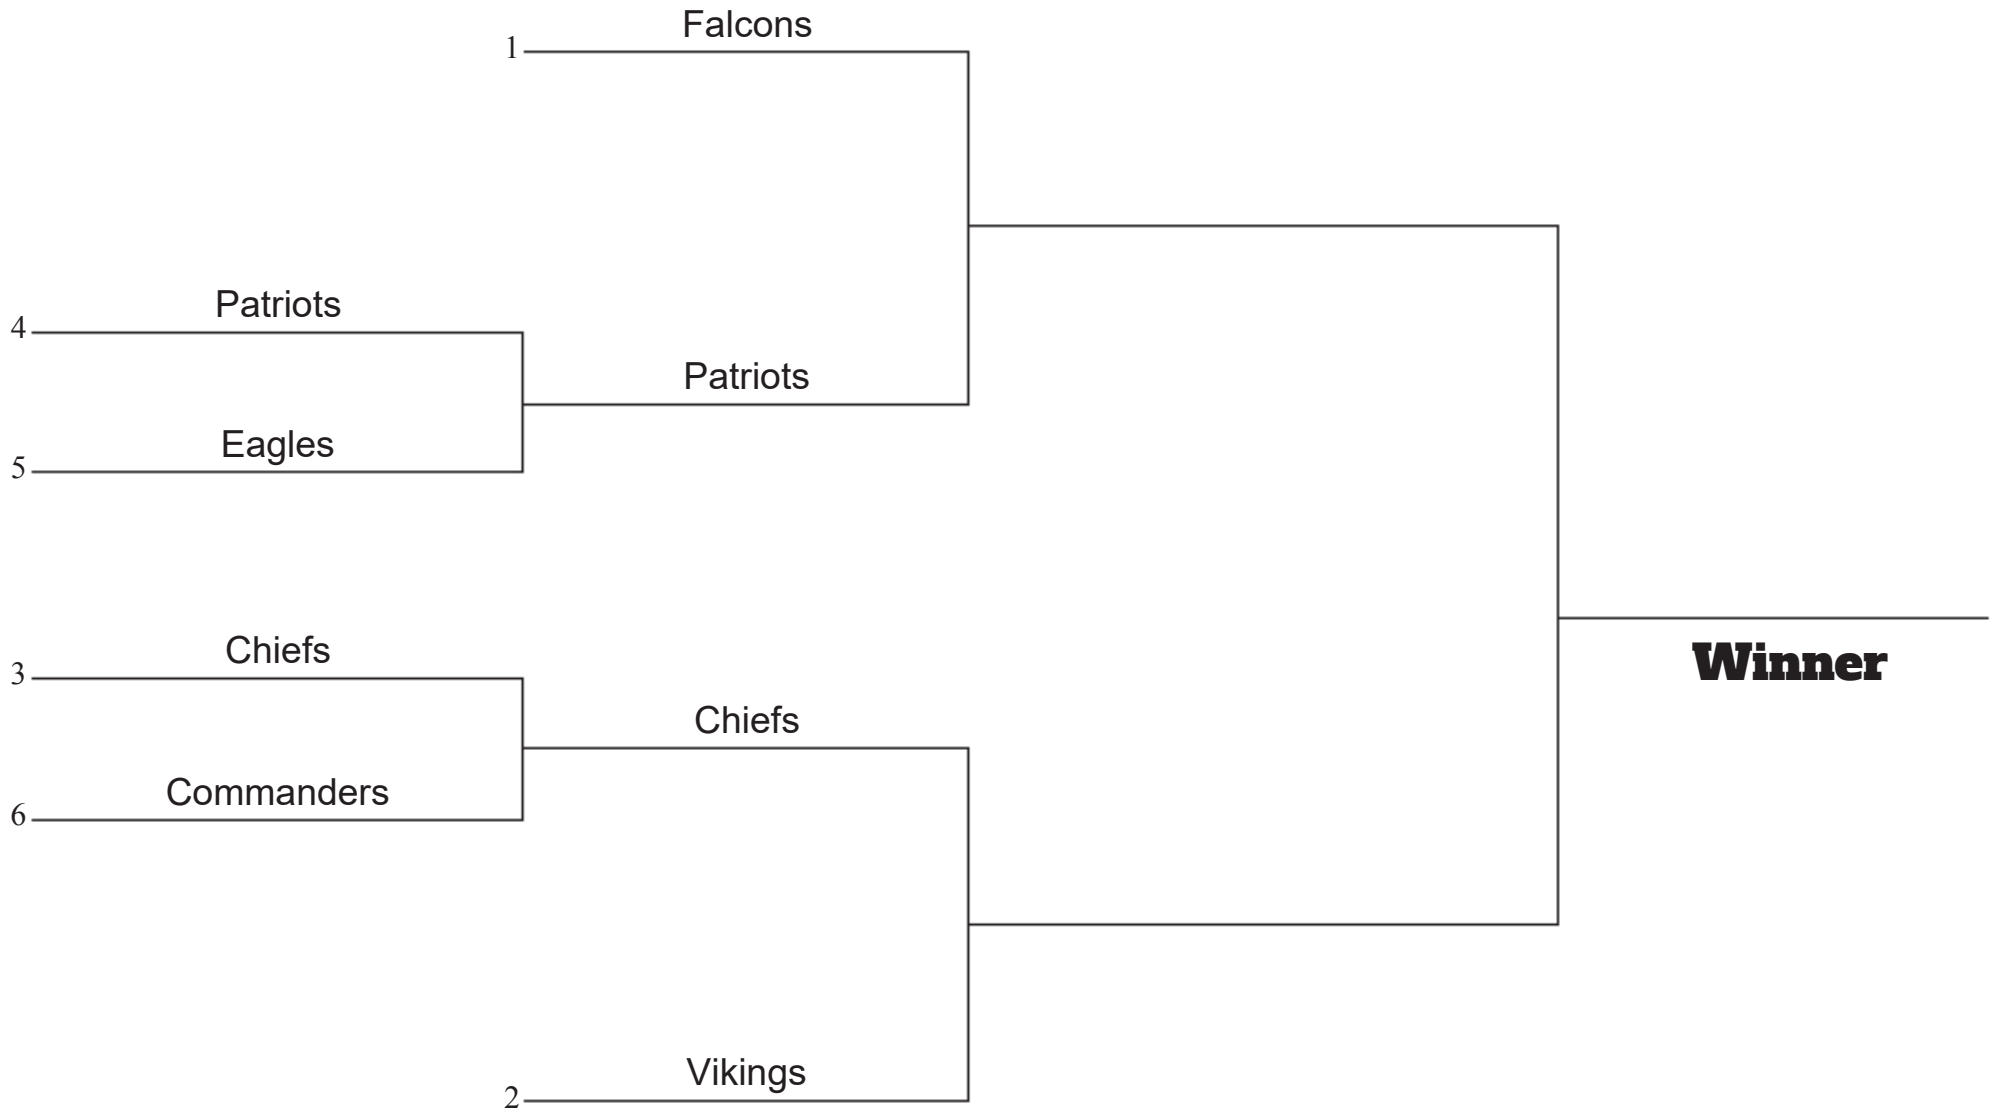 Falcons
1
Patriots
4
Patriots
Eagles
5
Chiefs
3
Winner
Chiefs
Commanders
6
Vikings
2